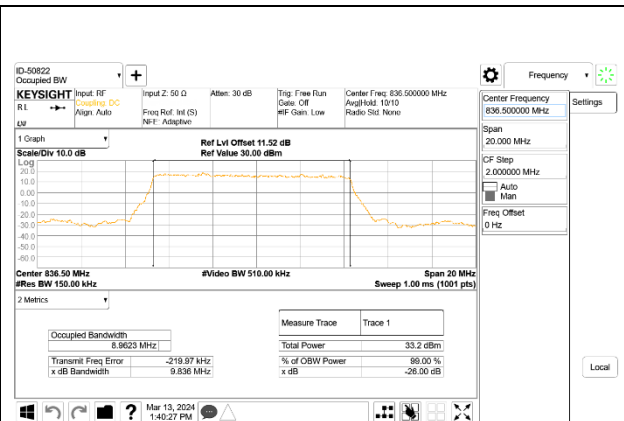 ID-50822
Occupied BW
+
Frequency
KEYSIGHT
Input: RF
Input Z: 50 Ω
Atten: 30 dB
Trig: Free Run
Center Freq: 836.500000 MHz
RL
Coupling: DC
Gate: Off
Avg|Hold: 10/10
Align: Auto
Freq Ref: Int (S)
#IF Gain: Low
Radio Std: None
NFE: Adaptive
Center Frequency
836.500000 MHz
Settings
Span
20.000 MHz
CF Step
2.000000 MHz
Auto
Man
Freq Offset
0 Hz
1 Graph
Ref Lvl Offset 11.52 dB
Scale/Div 10.0 dB
Ref Value 30.00 dBm
Log
20.0
10.0
0.00
-10.0
-20.0
-30.0
-40.0
-50.0
-60.0
Center 836.50 MHz
#Video BW 510.00 kHz
Span 20 MHz
#Res BW 150.00 kHz
Sweep 1.00 ms (1001 pts)
2 Metrics
Measure Trace Trace 1
Occupied Bandwidth
8.9623 MHz
Total Power 33.2 dBm
Transmit Freq Error -219.97 kHz
% of OBW Power 99.00 %
x dB Bandwidth 9.836 MHz
x dB -26.00 dB
Local
?
Mar 13, 2024
1:40:27 PM